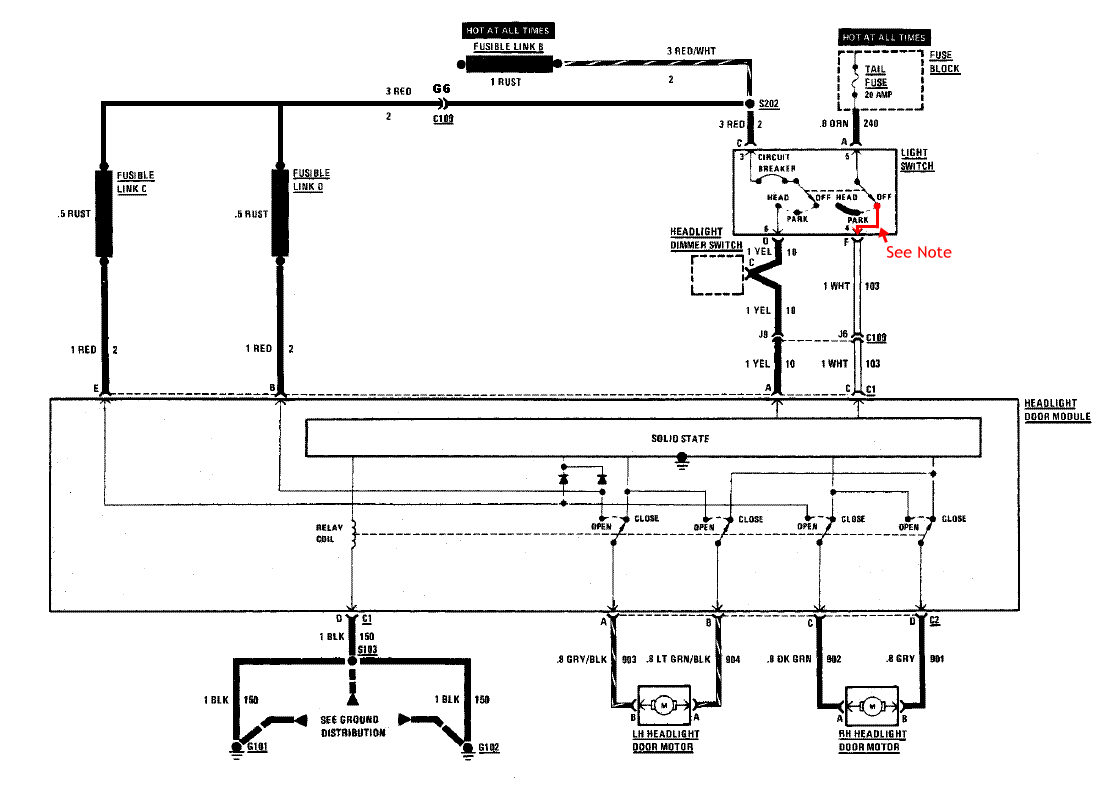 HOT AT ALL TIMES
FUSIBLE LINK B
1 RUST
3 RED/WHT
2
HOT AT ALL TIMES
FUSE
BLOCK
TAIL
FUSE
20 AMP
3 RED
2
G6
C109
S202
3 RED 2
.8 ORN 240
C
A
3
5
LIGHT
SWITCH
CIRCUIT
BREAKER
HEAD
OFF
PARK
HEAD
OFF
PARK
6
4
D
F
See Note
FUSIBLE
LINK C
.5 RUST
FUSIBLE
LINK D
.5 RUST
HEADLIGHT
DIMMER SWITCH
C
1 YEL 10
1 WHT 103
1 YEL 10
J9
J6
C109
1 YEL 10
1 WHT 103
1 RED 2
1 RED 2
E
B
A
C
C1
HEADLIGHT
DOOR MODULE
SOLID STATE
RELAY
COIL
OPEN
CLOSE
OPEN
CLOSE
OPEN
CLOSE
OPEN
CLOSE
D
C1
A
B
C
D
C2
1 BLK 150
S103
1 BLK 150
1 BLK 150
SEE GROUND
DISTRIBUTION
G101
G102
.8 GRY/BLK 903
.8 LT GRN/BLK 904
.8 DK GRN 902
.8 GRY 901
B
M
A
A
M
B
LH HEADLIGHT
DOOR MOTOR
RH HEADLIGHT
DOOR MOTOR